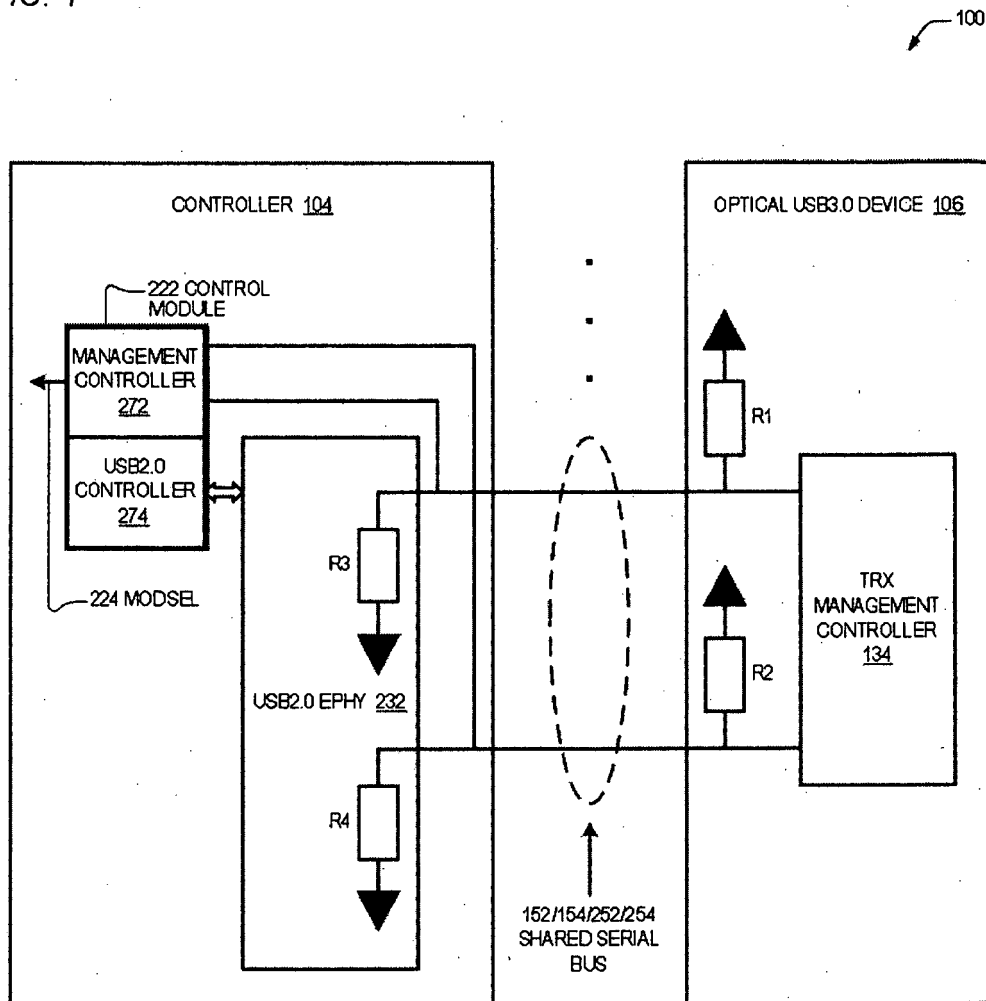 100
CONTROLLER 104
OPTICAL USB3.0 DEVICE 106
222 CONTROL
MODULE
MANAGEMENT
CONTROLLER
272
USB2.0
CONTROLLER
274
224 MODSEL
R1
R3
R2
TRX
MANAGEMENT
CONTROLLER
134
USB2.0 EPHY 232
R4
152/154/252/254
SHARED SERIAL
BUS